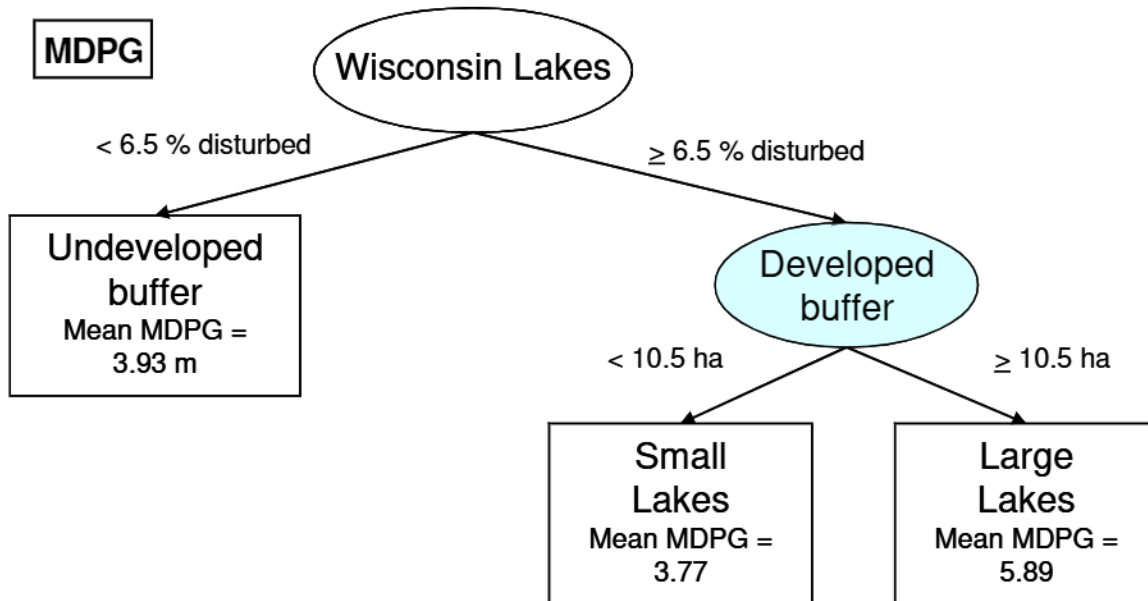 MDPG
Wisconsin Lakes
< 6.5 % disturbed
≥ 6.5 % disturbed
Undeveloped
buffer
Mean MDPG =
3.93 m
Developed
buffer
< 10.5 ha
≥ 10.5 ha
Small
Lakes
Mean MDPG =
3.77
Large
Lakes
Mean MDPG =
5.89